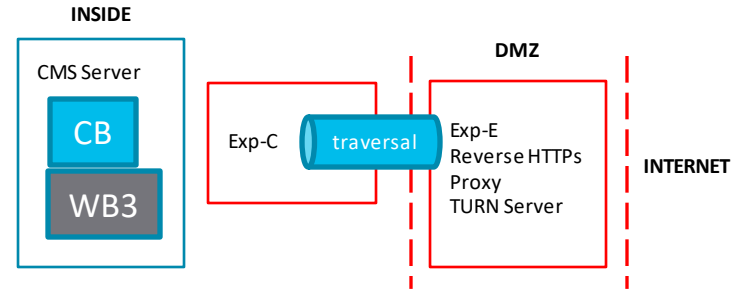 INSIDE
CMS Server
CB
WB3
Exp-C
traversal
DMZ
Exp-E
Reverse HTTPs
Proxy
TURN Server
INTERNET